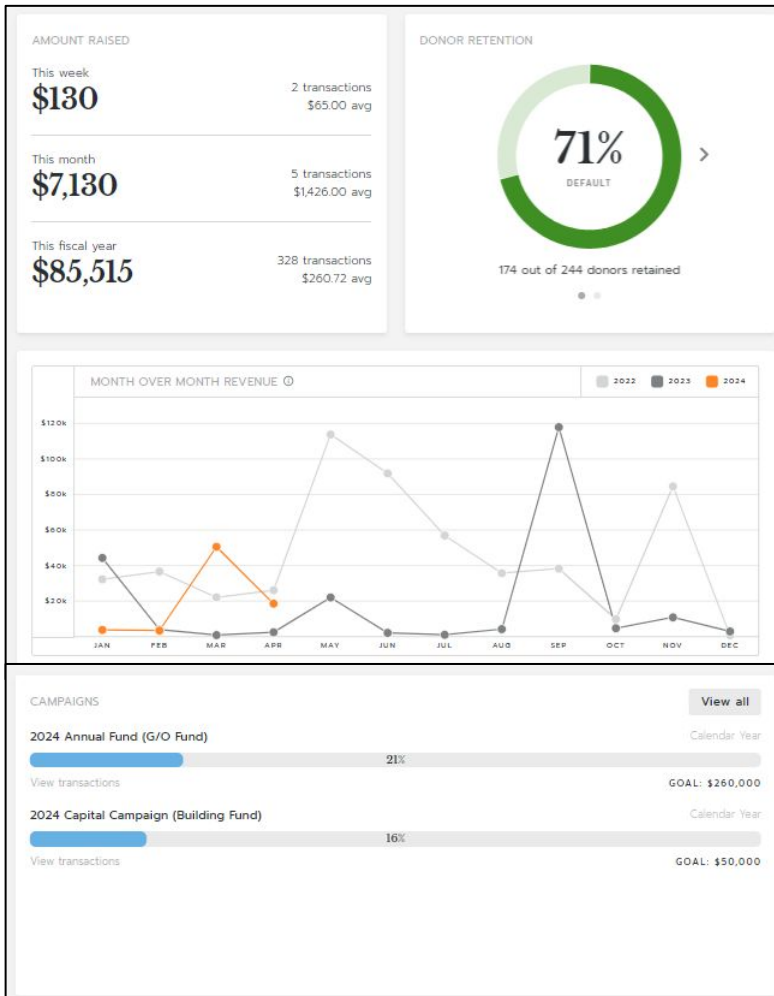 AMOUNT RAISED
This week
$130
2 transactions
$65.00 avg
This month
$7,130
5 transactions
$1,426.00 avg
This fiscal year
$85,515
328 transactions
$260.72 avg
DONOR RETENTION
71%
DEFAULT
174 out of 244 donors retained
MONTH OVER MONTH REVENUE
2022 2023 2024
$120k
$100k
$80k
$60k
$40k
$20k
JAN FEB MAR APR MAY JUN JUL AUG SEP OCT NOV DEC
CAMPAIGNS
View all
2024 Annual Fund (G/O Fund)
Calendar Year
21%
View transactions
GOAL: $260,000
2024 Capital Campaign (Building Fund)
Calendar Year
16%
View transactions
GOAL: $50,000